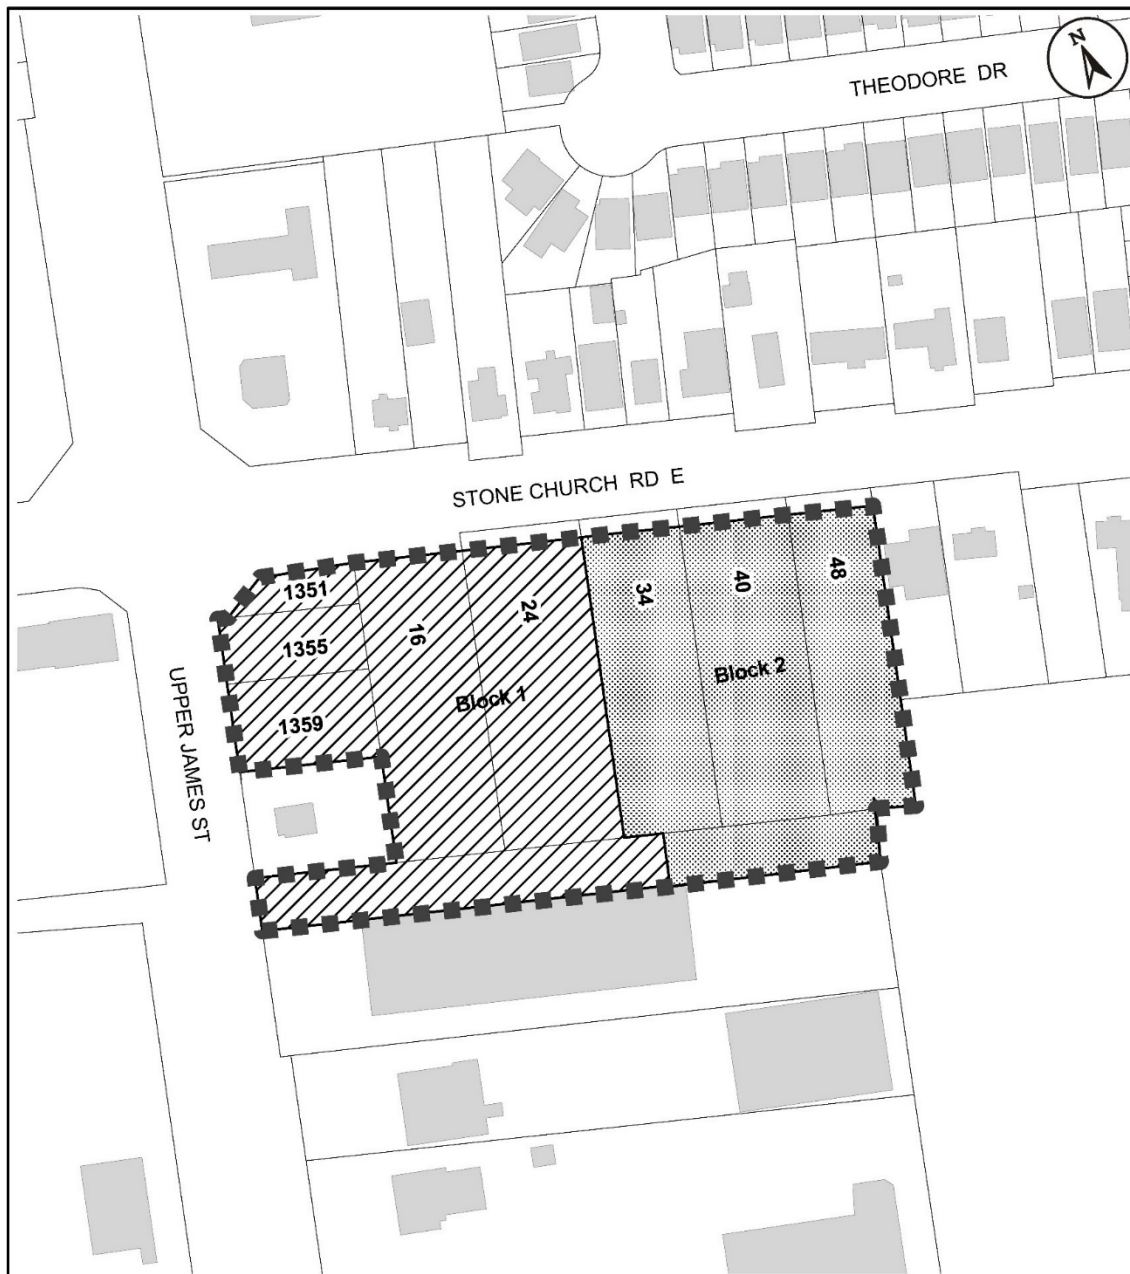 N
THEODORE DR
STONE CHURCH RD E
1351
1355
1359
16
24
34
40
48
Block 1
Block 2
UPPER JAMES ST